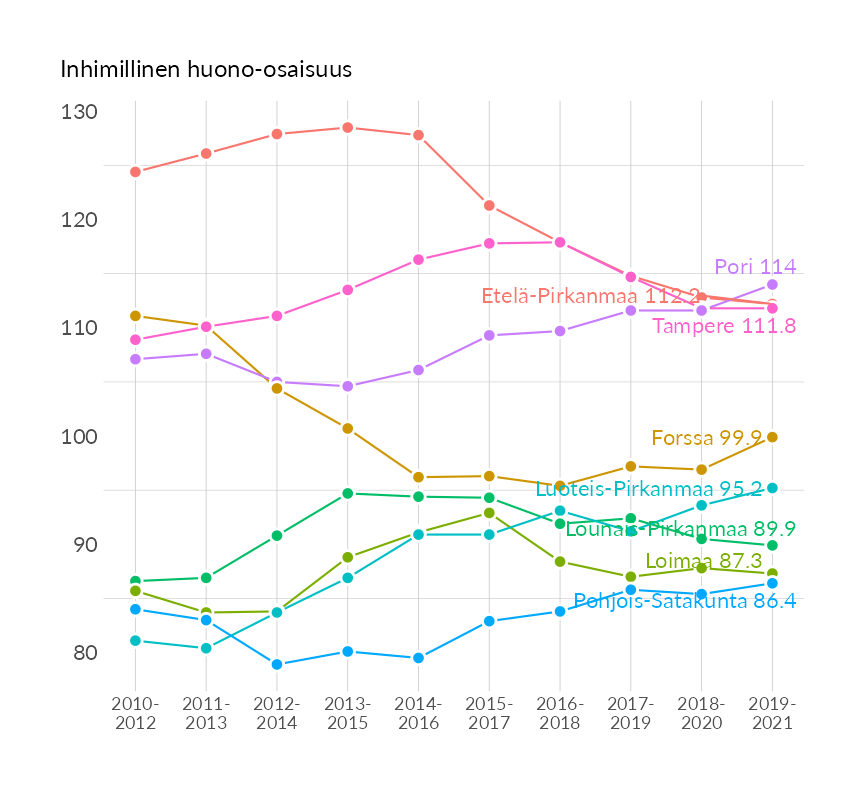 Inhimillinen huono-osaisuus
130
120
110
100
90
80
Pori 114
Etelä-Pirkanmaa 112.2
Tampere 111.8
Forssa 99.9
Luoteis-Pirkanmaa 95.2
Lounais-Pirkanmaa 89.9
Loimaa 87.3
Pohjois-Satakunta 86.4
2010- 2011- 2012- 2013- 2014- 2015- 2016- 2017- 2018- 2019-
2012 2013 2014 2015 2016 2017 2018 2019 2020 2021